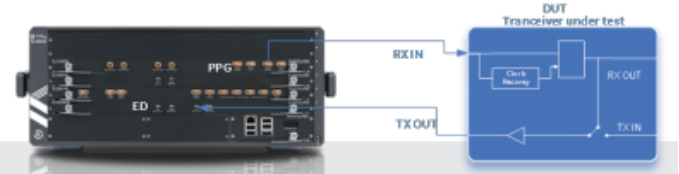 DUT
Tranceiver under test
PPG
RX IN
Clock
Recovery
RX OUT
ED
TX OUT
TX IN